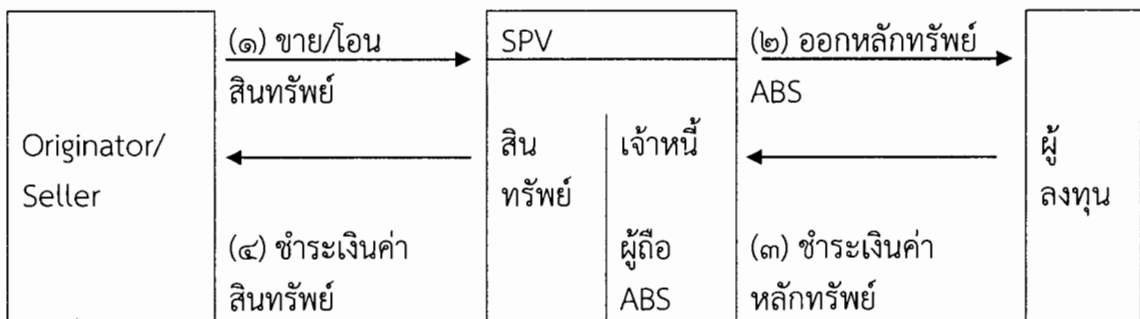 (๑) ขาย/โอน
สินทรัพย์
SPV
(๒) ออกหลักทรัพย์
ABS
Originator/
Seller
สิน
ทรัพย์
เจ้าหนี้
ผู้
ลงทุน
(๔) ชำระเงินค่า
สินทรัพย์
ผู้ถือ
ABS
(๓) ชำระเงินค่า
หลักทรัพย์